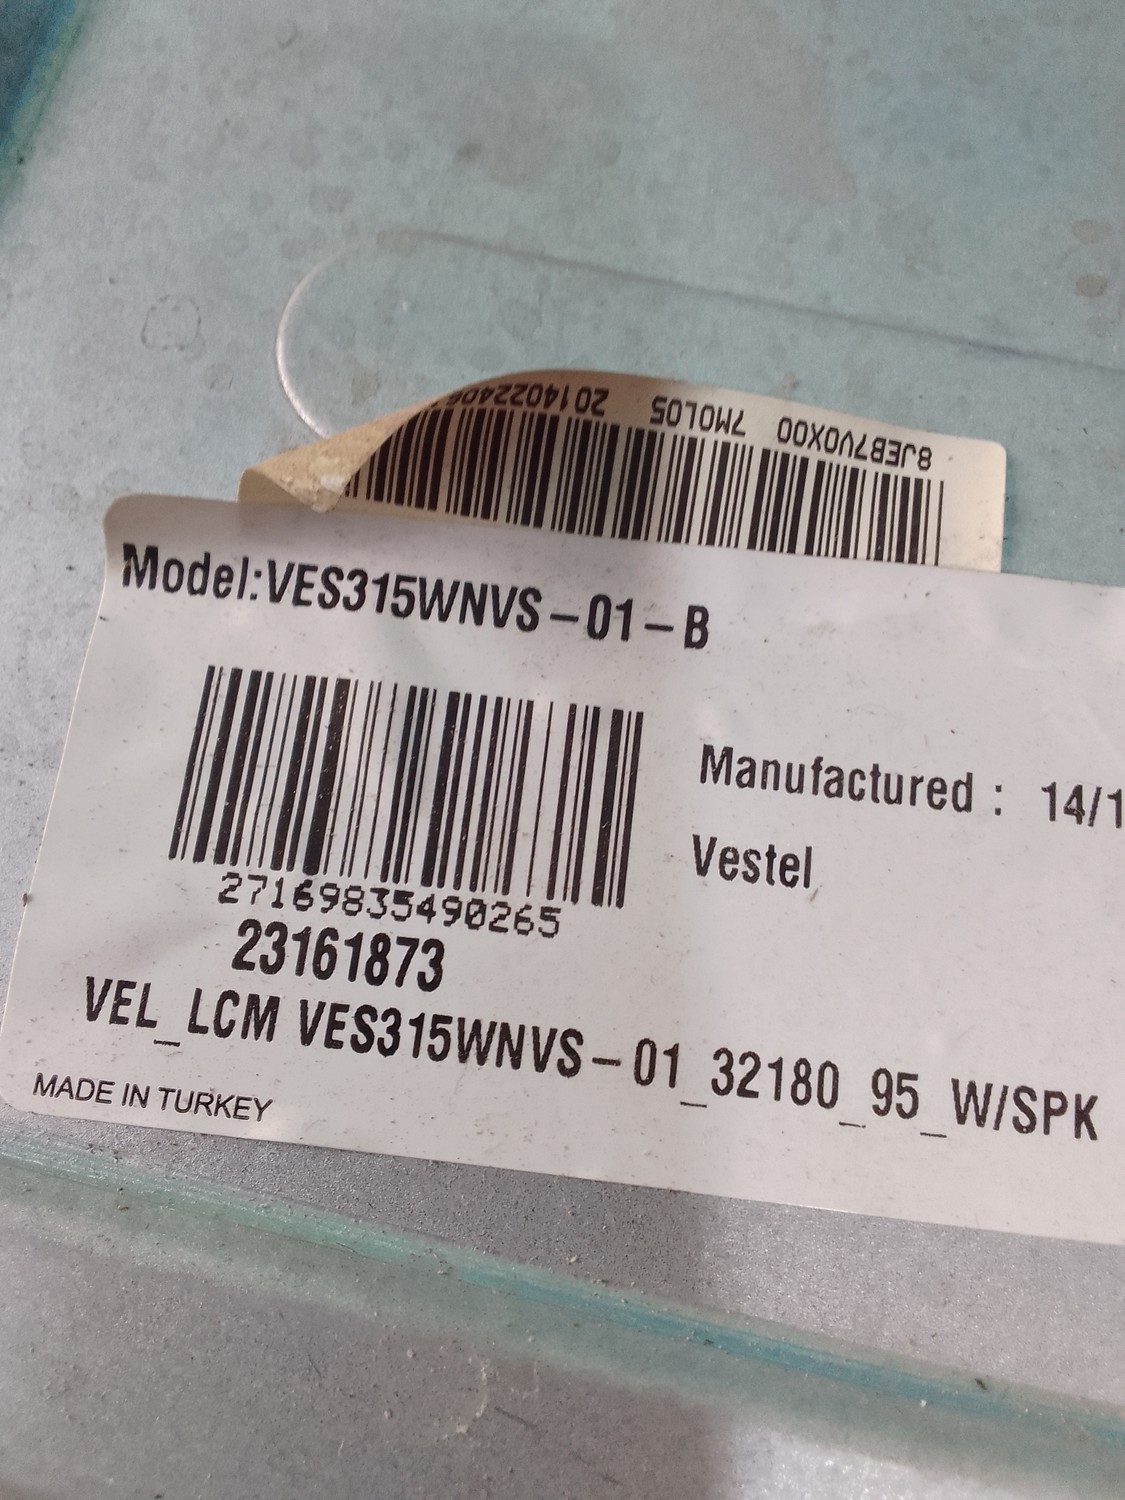 8JEB7V0X00 7M0L05 20140224
Model:VES315WNVS-01-B
Manufactured : 14/1
Vestel
27169835490265
23161873
VEL_LCM VES315WNVS-01_32180_95_W/SPK
MADE IN TURKEY